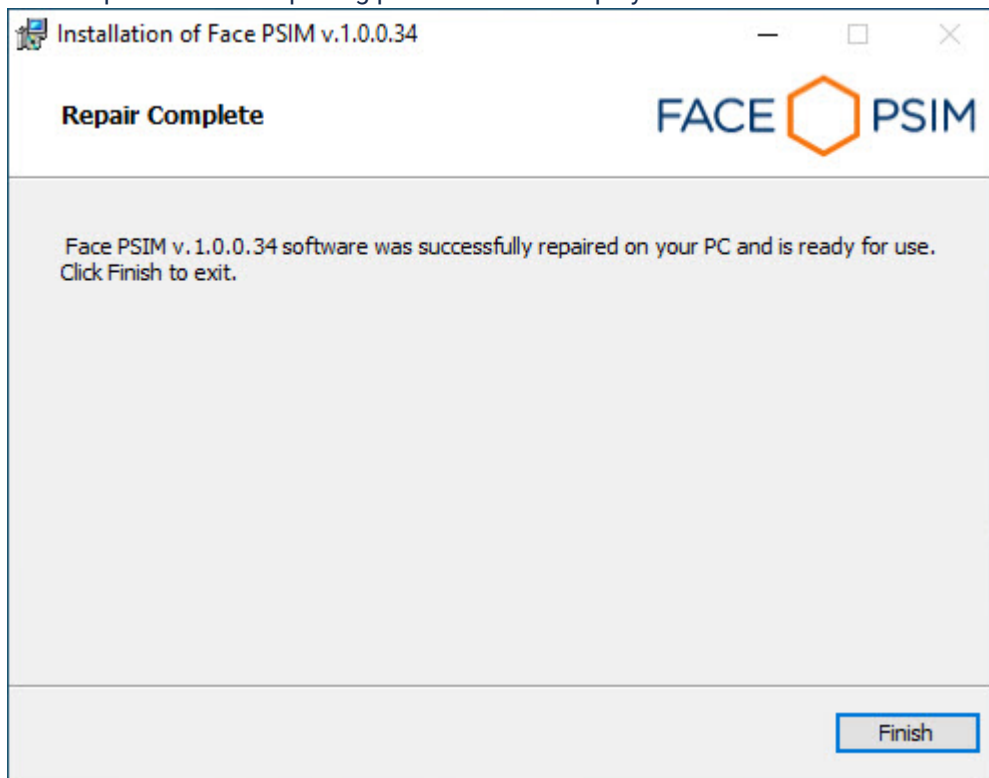 Installation of Face PSIM v.1.0.0.34
Repair Complete
FACE PSIM
Face PSIM v.1.0.0.34 software was successfully repaired on your PC and is ready for use.
Click Finish to exit.
Finish